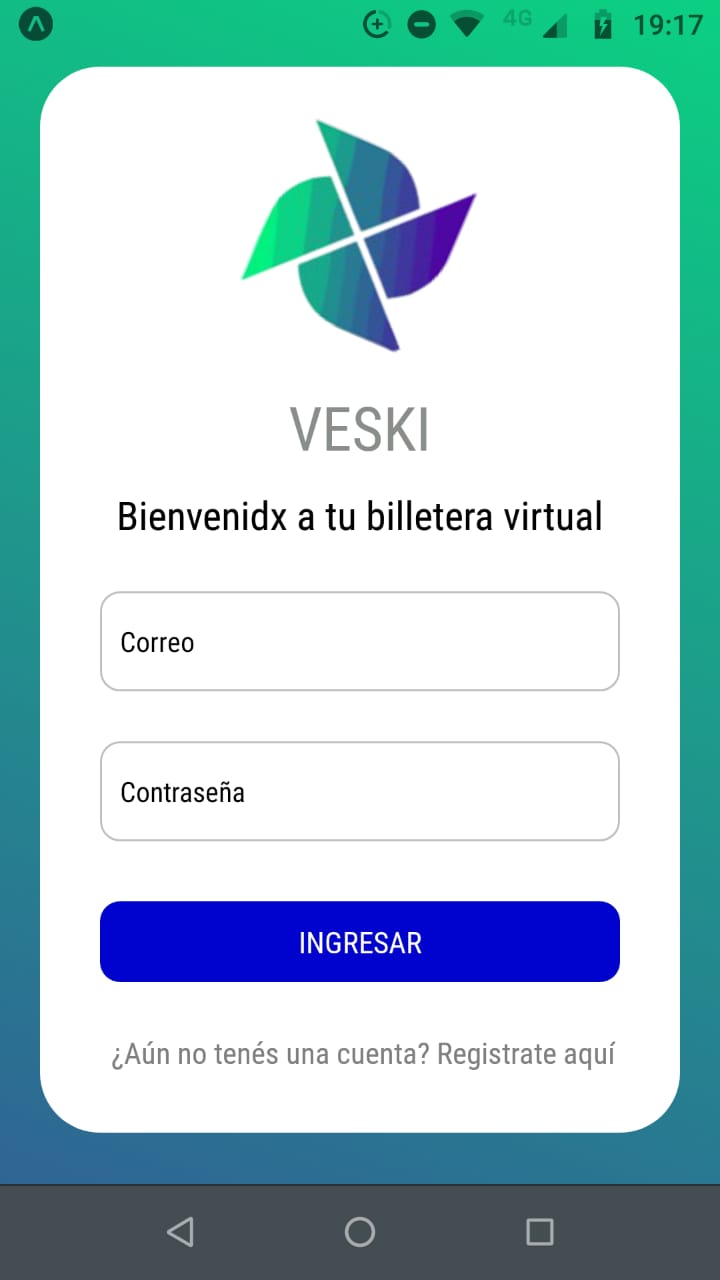 4G 19:17
VESKI
Bienvenidx a tu billetera virtual
Correo
Contraseña
INGRESAR
¿Aún no tenés una cuenta? Registrate aquí